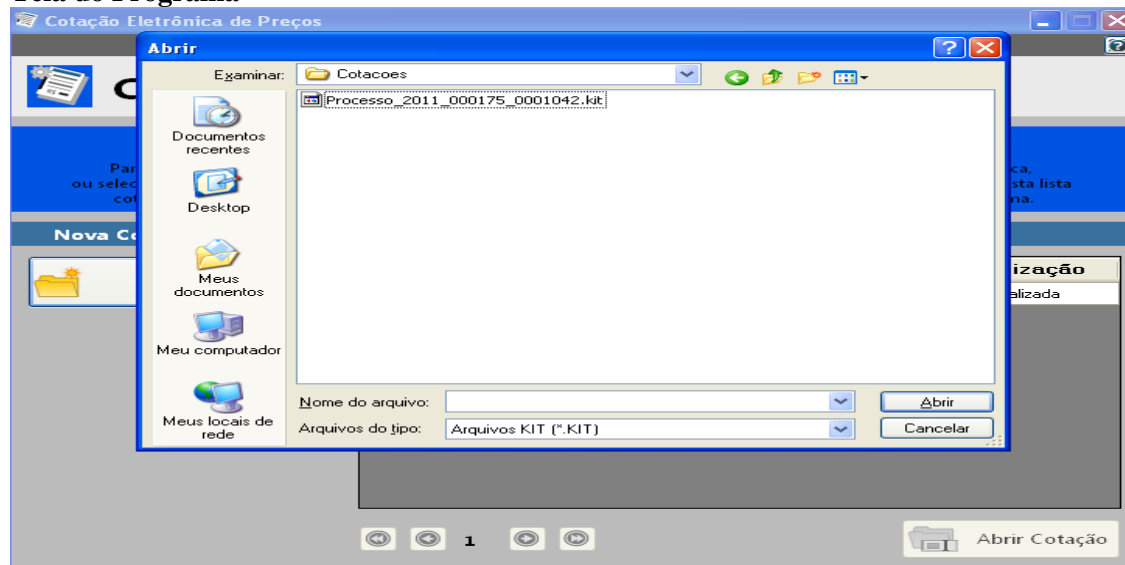 Tela do Programa
Cotação Eletrônica de Preços
Abrir
Examinar: Cotacoes
C
Processo_2011_000175_0001042.kit
Documentos
recentes
Desktop
Meus
documentos
Meu computador
Meus locais de
rede
Nome do arquivo: Abrir
Arquivos do tipo: Arquivos KIT (*.KIT) Cancelar
Par
ou selec
cot
ca,
sta lista
na.
Nova Co
ização
alizada
1
Abrir Cotação